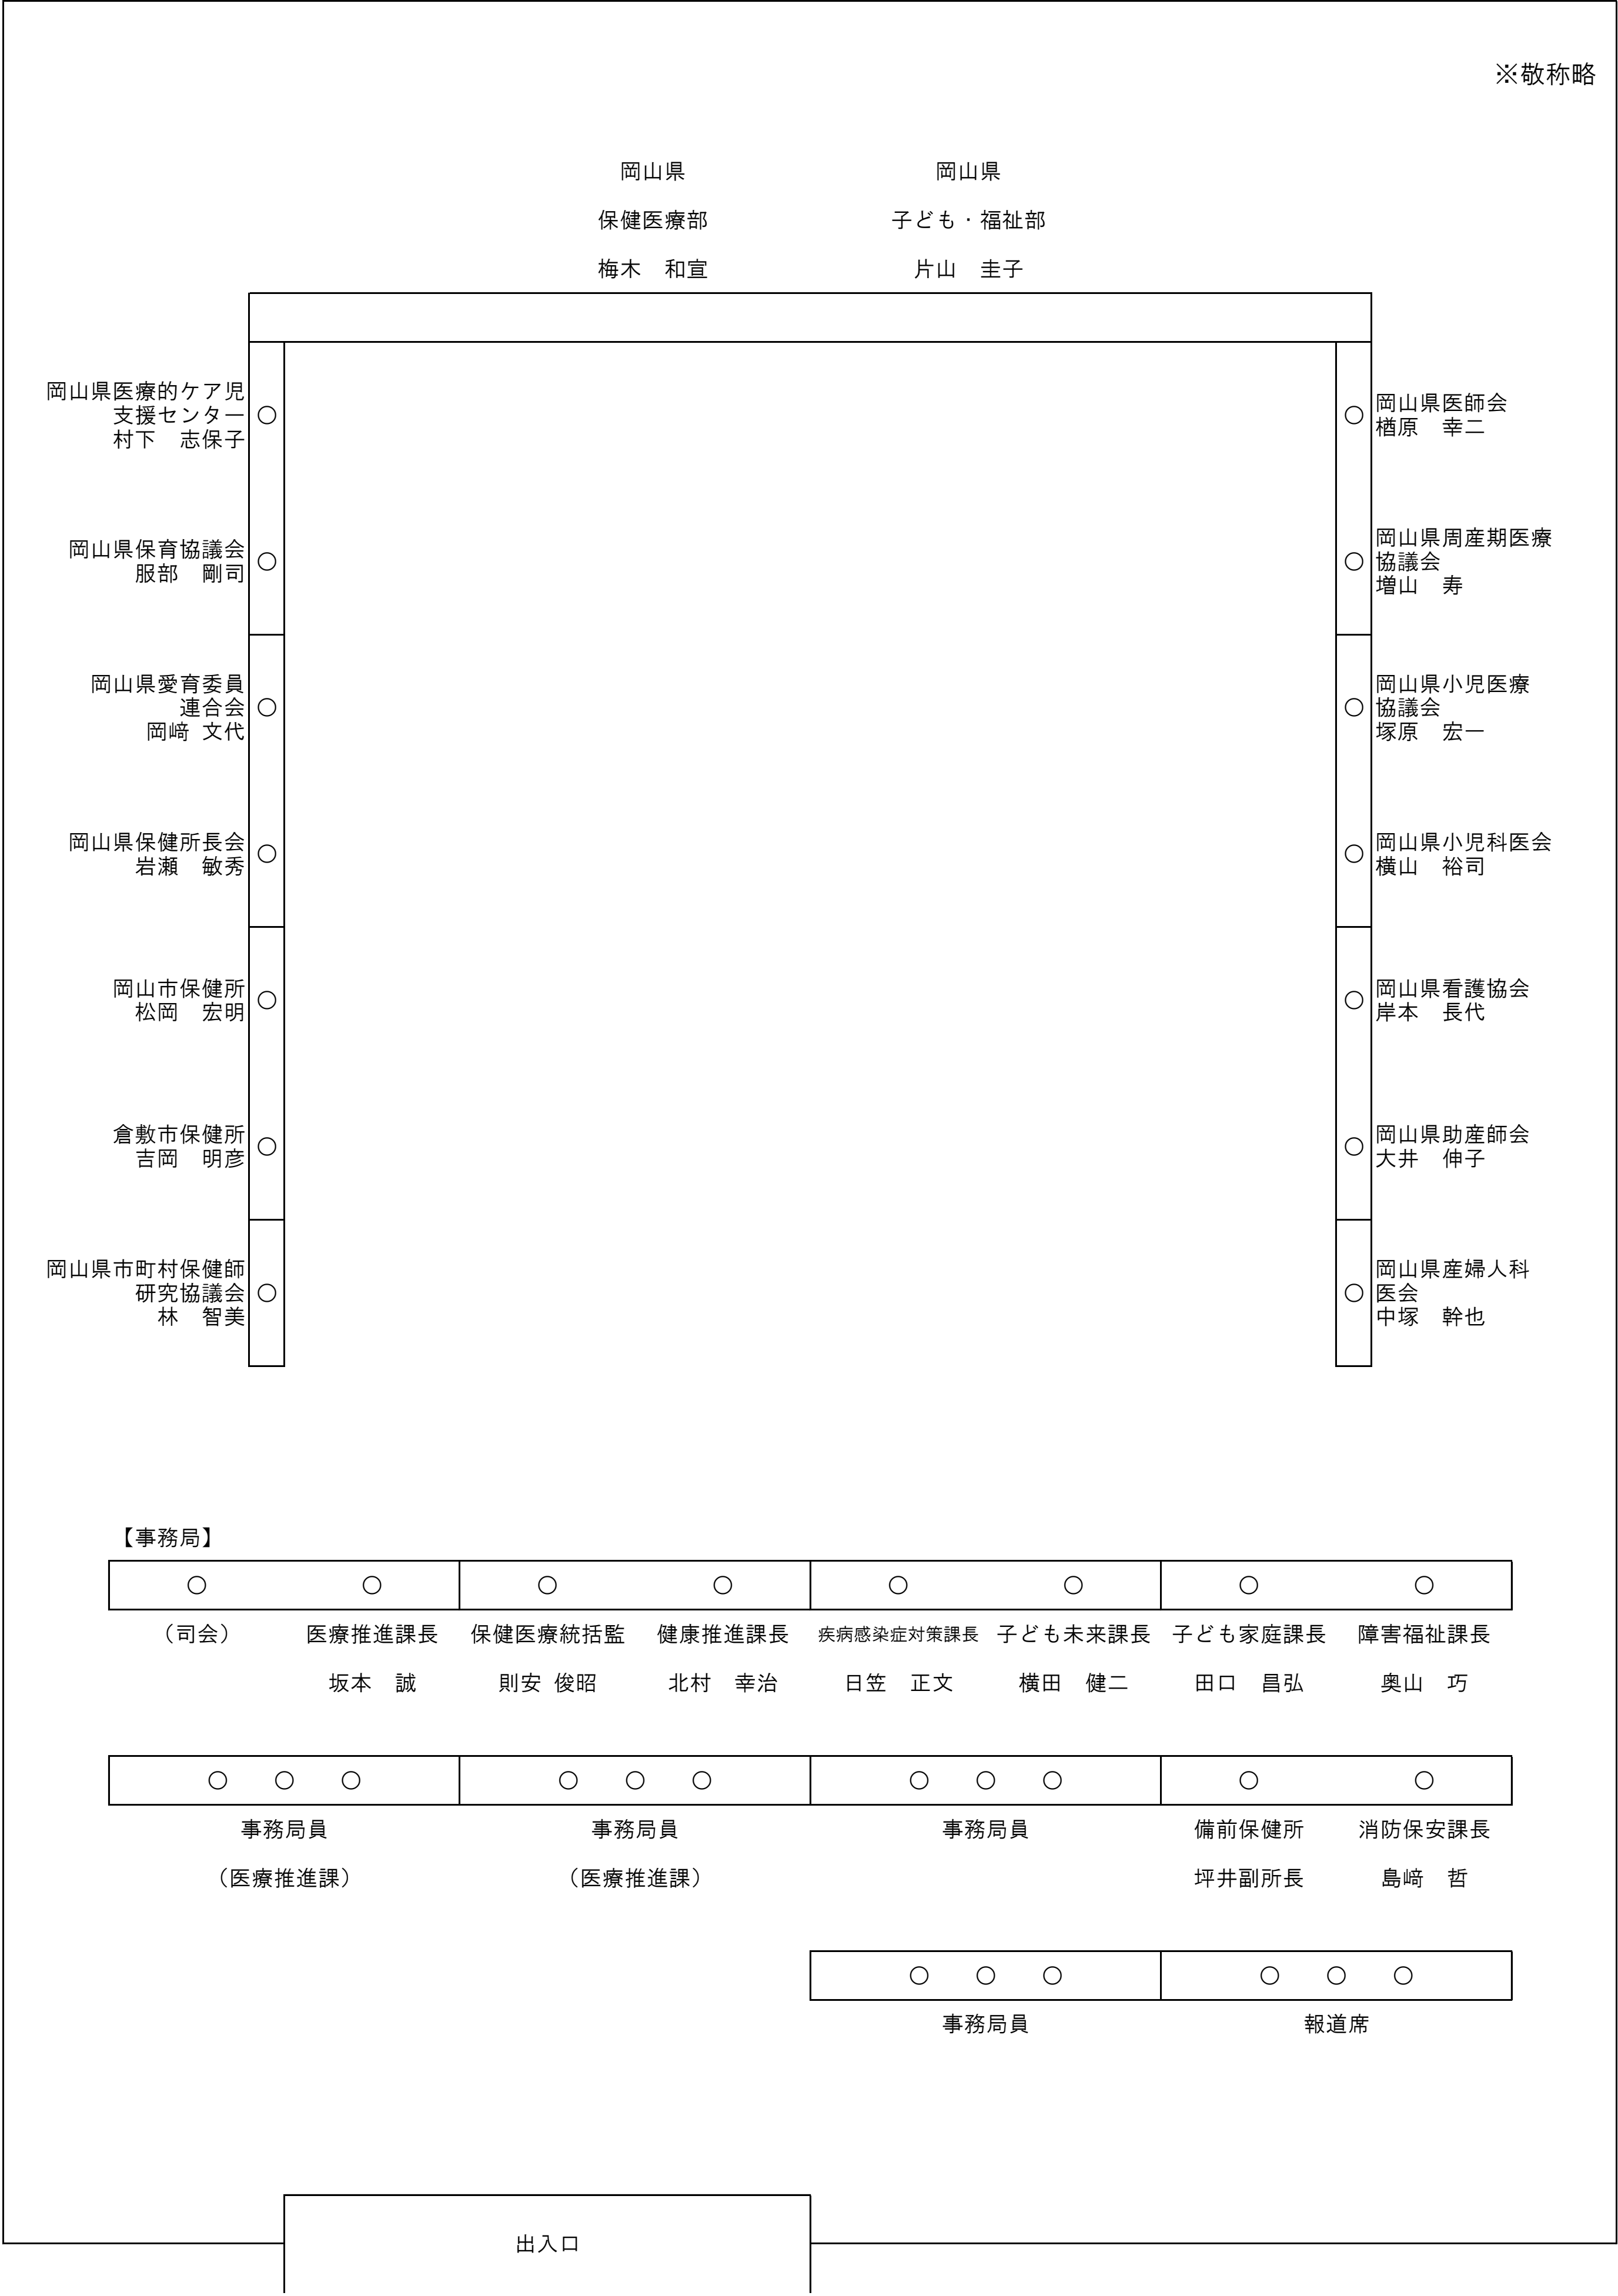 ※敬称略
岡山県
保健医療部
梅木　和宣
岡山県
子ども・福祉部
片山　圭子
岡山県医療的ケア児
支援センター
村下　志保子
岡山県保育協議会
服部　剛司
岡山県愛育委員
連合会
岡﨑 文代
岡山県保健所長会
岩瀬　敏秀
岡山市保健所
松岡　宏明
倉敷市保健所
吉岡　明彦
岡山県市町村保健師
研究協議会
林　智美
岡山県医師会
楢原　幸二
岡山県周産期医療
協議会
増山　寿
岡山県小児医療
協議会
塚原　宏一
岡山県小児科医会
横山　裕司
岡山県看護協会
岸本　長代
岡山県助産師会
大井　伸子
岡山県産婦人科
医会
中塚　幹也
【事務局】
（司会）
医療推進課長
坂本　誠
保健医療統括監
則安 俊昭
健康推進課長
北村　幸治
疾病感染症対策課長
日笠　正文
子ども未来課長
横田　健二
子ども家庭課長
田口　昌弘
障害福祉課長
奥山　巧
事務局員
（医療推進課）
事務局員
（医療推進課）
事務局員
備前保健所
坪井副所長
消防保安課長
島﨑　哲
事務局員
報道席
出入口